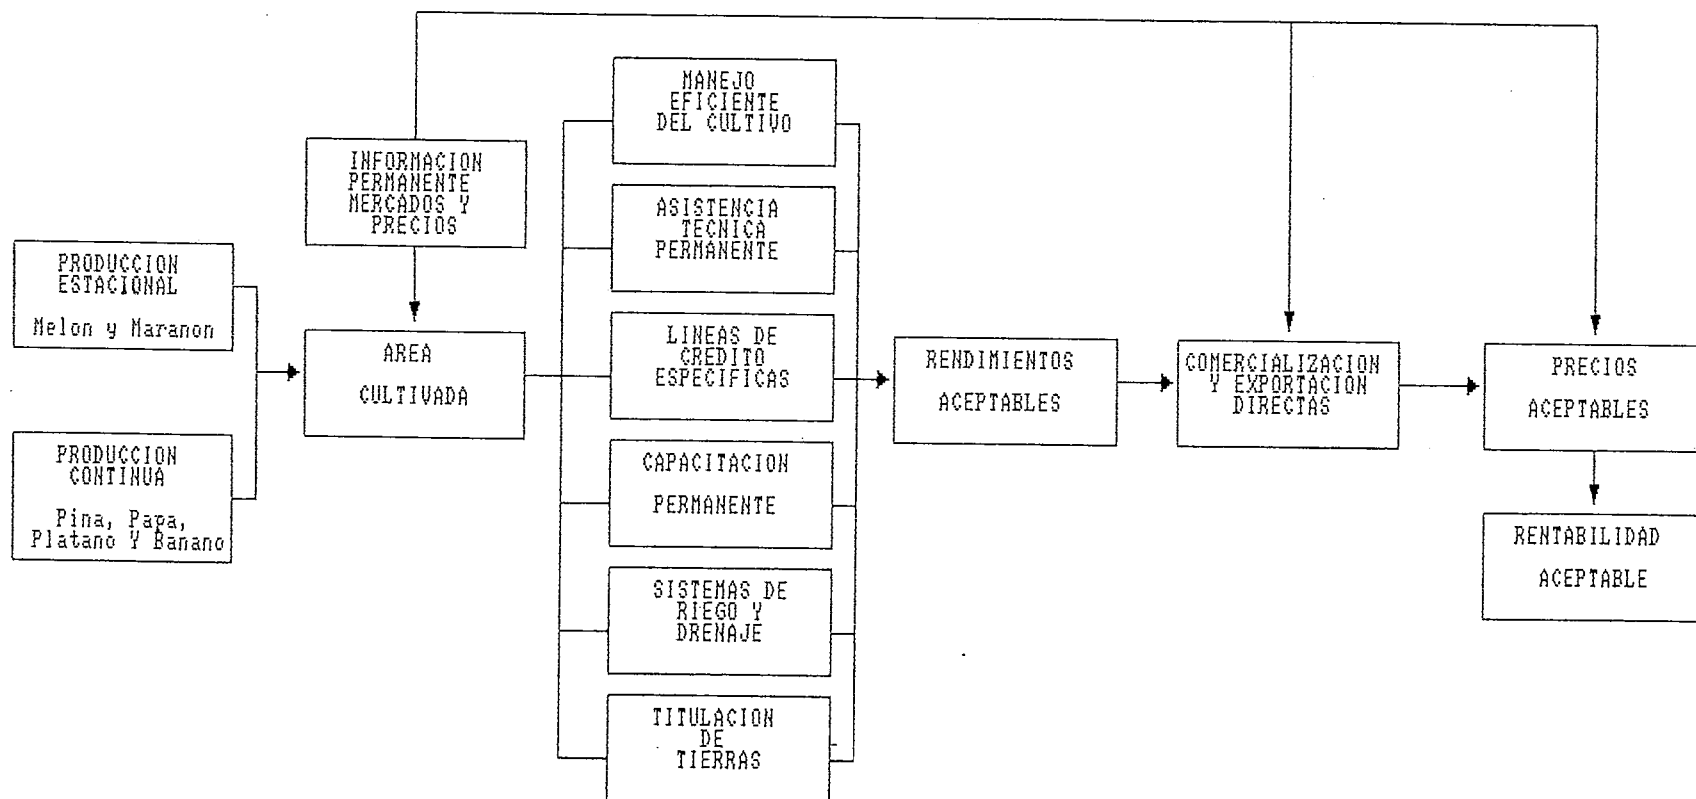 MANEJO
EFICIENTE
DEL CULTIVO
INFORMACION
PERMANENTE
MERCADOS Y
PRECIOS
ASISTENCIA
TECNICA
PERMANENTE
PRODUCCION
ESTACIONAL
Melon y Maranon
AREA
CULTIVADA
LINEAS DE
CREDITO
ESPECIFICAS
RENDIMIENTOS
ACEPTABLES
COMERCIALIZACION
Y EXPORTACION
DIRECTAS
PRECIOS
ACEPTABLES
PRODUCCION
CONTINUA
Pina, Papa,
Platano Y Banano
CAPACITACION
PERMANENTE
RENTABILIDAD
ACEPTABLE
SISTEMAS DE
RIEGO Y
DRENAJE
TITULACION
DE
TIERRAS